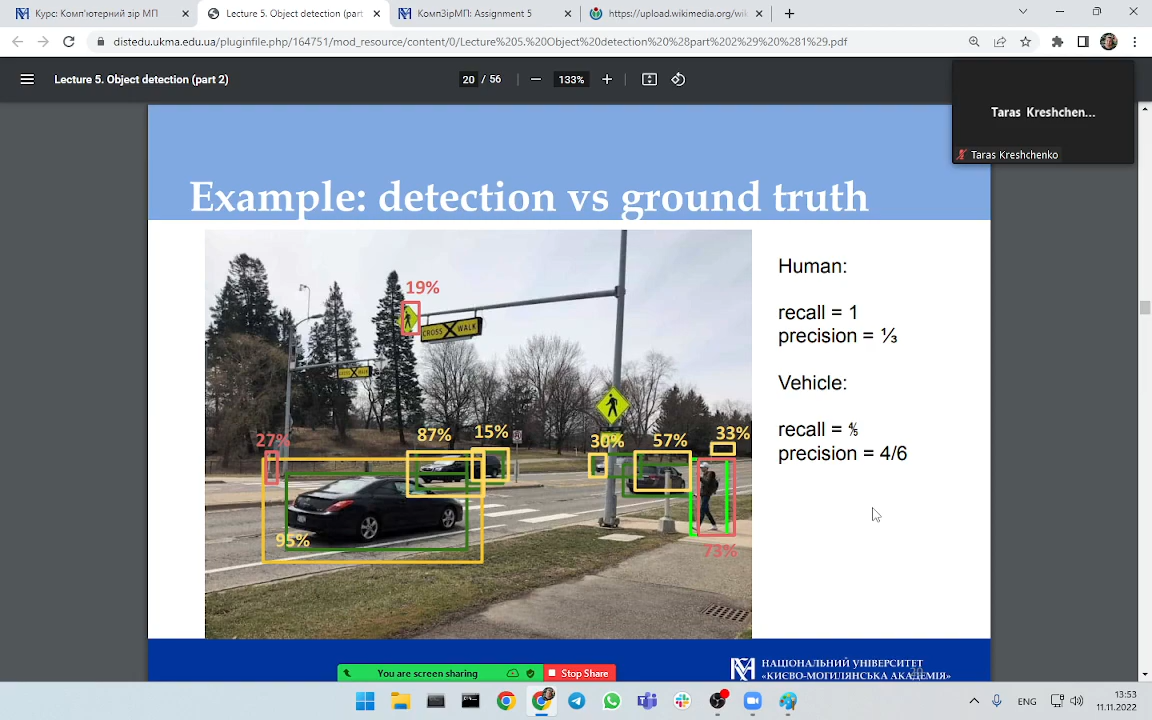 Курс: Комп'ютерний зір МП
Lecture 5. Object detection (part
КомпЗірМП: Assignment 5
https://upload.wikimedia.org/wik
distedu.ukma.edu.ua/pluginfile.php/164751/mod_resource/content/0/Lecture%205.%20Object%20detection%20%28part%202%29%20%281%29.pdf
Lecture 5. Object detection (part 2)
20 / 56
133%
Taras Kreshchen...
Taras Kreshchenko
Example: detection vs ground truth
19%
CROSS WALK
CROSS WALK
27%
87%
15%
30%
57%
33%
95%
73%
Human:
recall = 1
precision = ⅓
Vehicle:
recall = ⅘
precision = 4/6
НАЦІОНАЛЬНИЙ УНІВЕРСИТЕТ
«КИЄВО-МОГИЛЯНСЬКА АКАДЕМІЯ»
You are screen sharing
Stop Share
ENG
13:53
11.11.2022